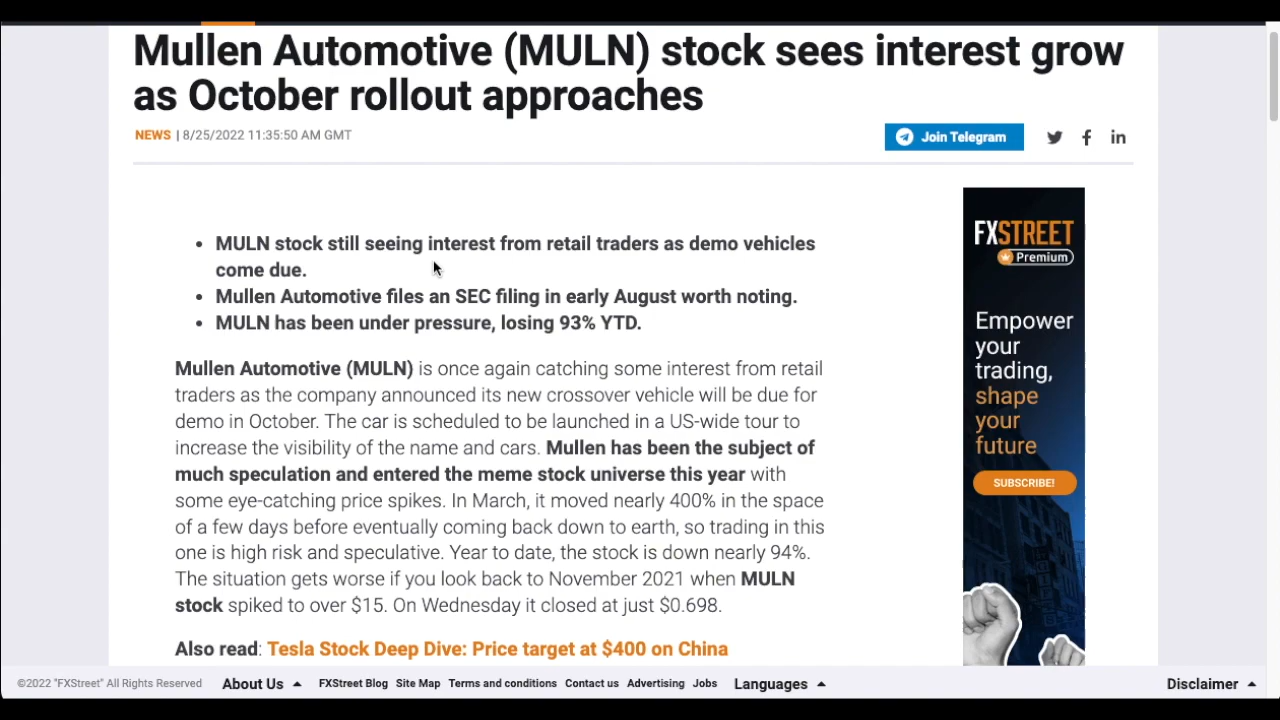 Mullen Automotive (MULN) stock sees interest grow
as October rollout approaches
NEWS | 8/25/2022 11:35:50 AM GMT
Join Telegram
• MULN stock still seeing interest from retail traders as demo vehicles
come due.
• Mullen Automotive files an SEC filing in early August worth noting.
• MULN has been under pressure, losing 93% YTD.
Mullen Automotive (MULN) is once again catching some interest from retail
traders as the company announced its new crossover vehicle will be due for
demo in October. The car is scheduled to be launched in a US-wide tour to
increase the visibility of the name and cars. Mullen has been the subject of
much speculation and entered the meme stock universe this year with
some eye-catching price spikes. In March, it moved nearly 400% in the space
of a few days before eventually coming back down to earth, so trading in this
one is high risk and speculative. Year to date, the stock is down nearly 94%.
The situation gets worse if you look back to November 2021 when MULN
stock spiked to over $15. On Wednesday it closed at just $0.698.
Also read: Tesla Stock Deep Dive: Price target at $400 on China
FXSTREET
Premium
Empower
your
trading,
shape
your
future
SUBSCRIBE!
©2022 "FXStreet" All Rights Reserved About Us FXStreet Blog Site Map Terms and conditions Contact us Advertising Jobs Languages Disclaimer